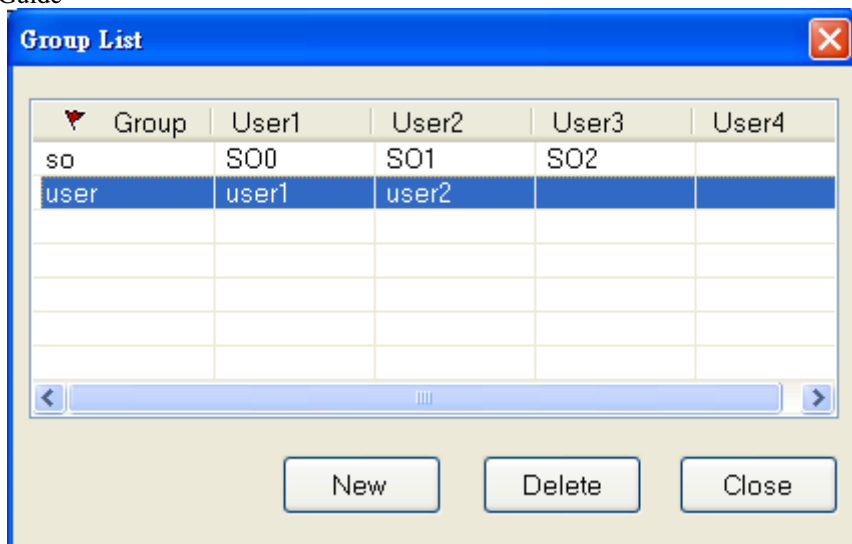 Guide
Group List
Group User1 User2 User3 User4
so SO0 SO1 SO2
user user1 user2
New Delete Close